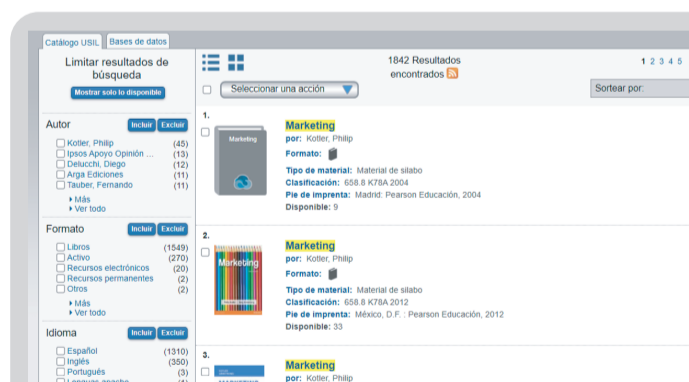 Catálogo USIL
Bases de datos
Limitar resultados de
búsqueda
Mostrar solo lo disponible
Autor
Incluir
Excluir
Kotler, Philip (45)
Ipsos Apoyo Opinión ... (13)
Delucchi, Diego (12)
Arga Ediciones (11)
Tauber, Fernando (11)
Más
Ver todo
Formato
Incluir
Excluir
Libros (1549)
Activo (270)
Recursos electrónicos (20)
Recursos permanentes (2)
Otros (2)
Más
Ver todo
Idioma
Incluir
Excluir
Español (1310)
Inglés (350)
Portugués (3)
1842 Resultados
encontrados
1 2 3 4 5
Seleccionar una acción
Sortear por:
1.
Marketing
Marketing
por: Kotler, Philip
Formato:
Tipo de material: Material de silabo
Clasificación: 658.8 K78A 2004
Pie de imprenta: Madrid: Pearson Educación, 2004
Disponible: 9
2.
Marketing
Marketing
por: Kotler, Philip
Formato:
Tipo de material: Material de silabo
Clasificación: 658.8 K78A 2012
Pie de imprenta: México, D.F. : Pearson Educación, 2012
Disponible: 33
3.
Marketing
por: Kotler, Philip